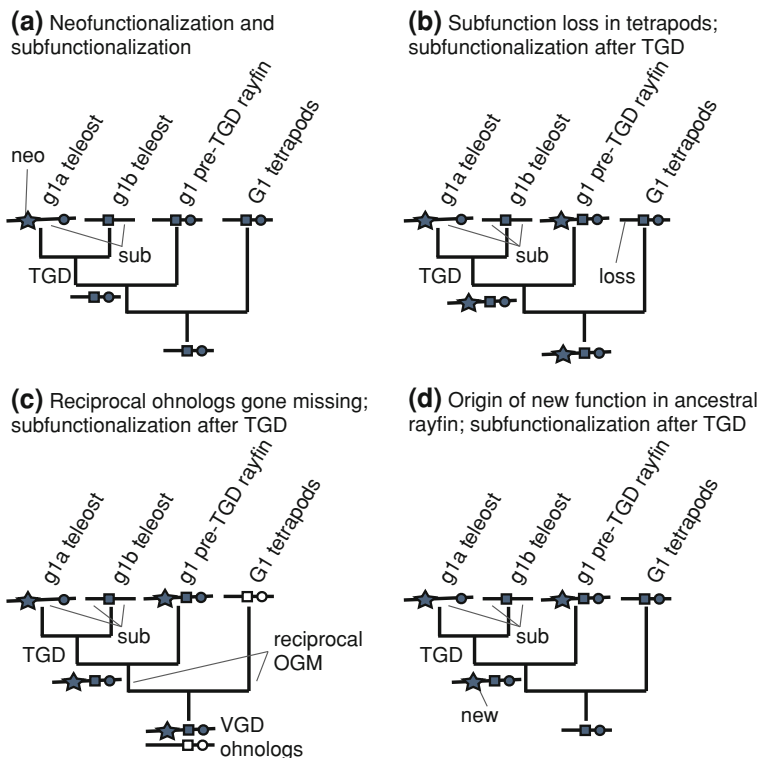 (a) Neofunctionalization and
subfunctionalization
neo
g1a teleost
g1b teleost
g1 pre-TGD rayfin
G1 tetrapods
sub
TGD
(b) Subfunction loss in tetrapods;
subfunctionalization after TGD
g1a teleost
g1b teleost
g1 pre-TGD rayfin
G1 tetrapods
sub
TGD
loss
(c) Reciprocal ohnologs gone missing;
subfunctionalization after TGD
g1a teleost
g1b teleost
g1 pre-TGD rayfin
G1 tetrapods
sub
TGD
reciprocal
OGM
VGD
ohnologs
(d) Origin of new function in ancestral
rayfin; subfunctionalization after TGD
g1a teleost
g1b teleost
g1 pre-TGD rayfin
G1 tetrapods
sub
TGD
new